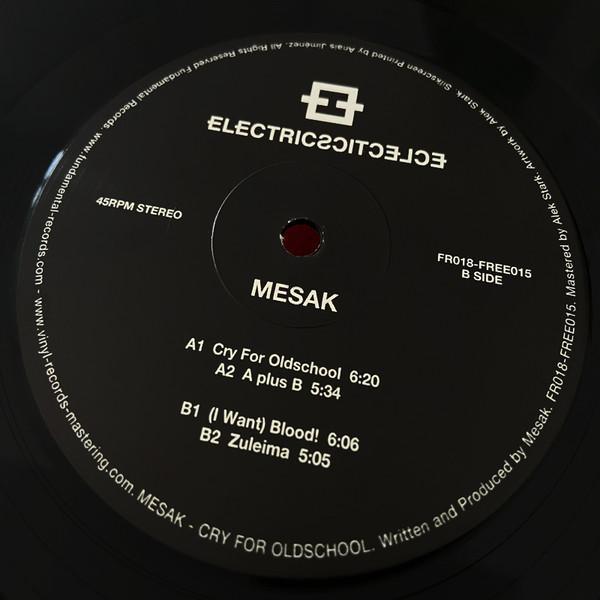 ELECTRICSCITCELCE
45RPM STEREO
FR018-FREE015
B SIDE
MESAK
A1 Cry For Oldschool 6:20
A2 A plus B 5:34
B1 (I Want) Blood! 6:06
B2 Zuleima 5:05
MESAK - CRY FOR OLDSCHOOL. Written and Produced by Mesak. FR018-FREE015. Mastered by Alek Stark. Artwork by Alek Stark. Silkscreen Printed by Anais Jiménez. All Rights Reserved Fundamental Records. www.fundamental-records.com - www.vinyl-records-mastering.com.